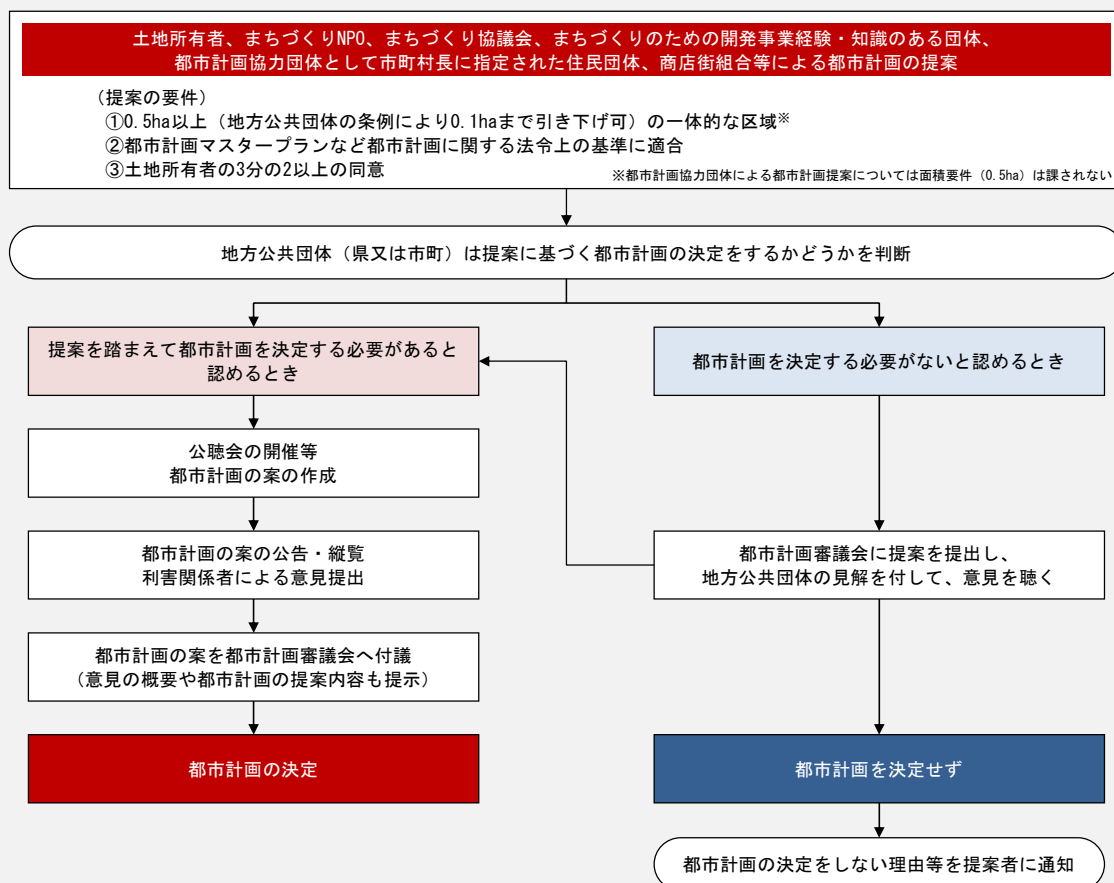 土地所有者、まちづくりNPO、まちづくり協議会、まちづくりのための開発事業経験・知識のある団体、
都市計画協力団体として市町村長に指定された住民団体、商店街組合等による都市計画の提案
（提案の要件）
①0.5ha以上（地方公共団体の条例により0.1haまで引き下げ可）の一体的な区域※
②都市計画マスタープランなど都市計画に関する法令上の基準に適合
③土地所有者の3分の2以上の同意
※都市計画協力団体による都市計画提案については面積要件（0.5ha）は課されない
地方公共団体（県又は市町）は提案に基づく都市計画の決定をするかどうかを判断
提案を踏まえて都市計画を決定する必要があると
認めるとき
都市計画を決定する必要がないと認めるとき
公聴会の開催等
都市計画の案の作成
都市計画の案の公告・縦覧
利害関係者による意見提出
都市計画審議会に提案を提出し、
地方公共団体の見解を付して、意見を聴く
都市計画の案を都市計画審議会へ付議
（意見の概要や都市計画の提案内容も提示）
都市計画の決定
都市計画を決定せず
都市計画の決定をしない理由等を提案者に通知